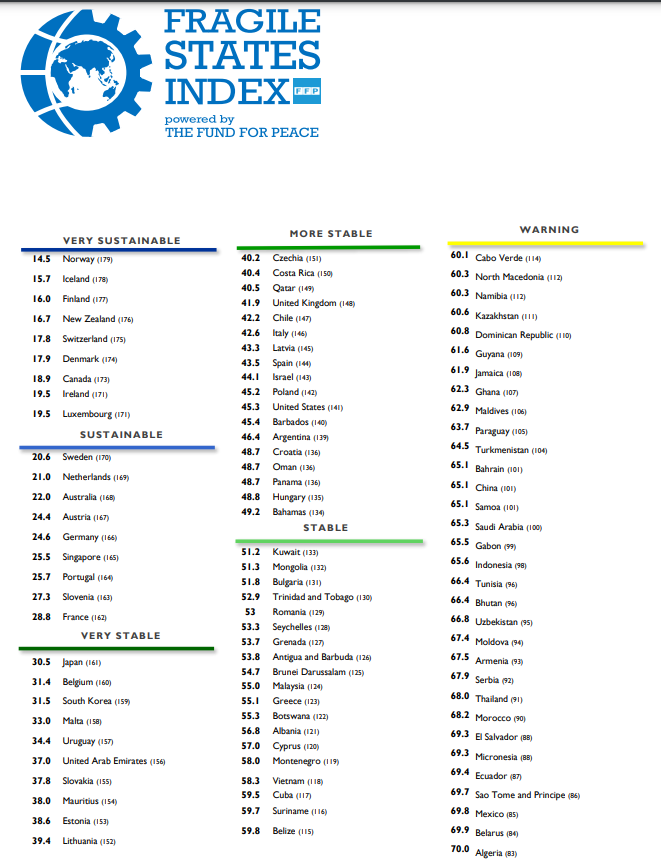 FRAGILE
STATES
INDEX FFP
powered by
THE FUND FOR PEACE
VERY SUSTAINABLE
14.5 Norway (179)
15.7 Iceland (178)
16.0 Finland (177)
16.7 New Zealand (176)
17.8 Switzerland (175)
17.9 Denmark (174)
18.9 Canada (173)
19.5 Ireland (171)
19.5 Luxembourg (171)
SUSTAINABLE
20.6 Sweden (170)
21.0 Netherlands (169)
22.0 Australia (168)
24.4 Austria (167)
24.6 Germany (166)
25.5 Singapore (165)
25.7 Portugal (164)
27.3 Slovenia (163)
28.8 France (162)
VERY STABLE
30.5 Japan (161)
31.4 Belgium (160)
31.5 South Korea (159)
33.0 Malta (158)
34.4 Uruguay (157)
37.0 United Arab Emirates (156)
37.8 Slovakia (155)
38.0 Mauritius (154)
38.6 Estonia (153)
39.4 Lithuania (152)
MORE STABLE
40.2 Czechia (151)
40.4 Costa Rica (150)
40.5 Qatar (149)
41.9 United Kingdom (148)
42.2 Chile (147)
42.6 Italy (146)
43.3 Latvia (145)
43.5 Spain (144)
44.1 Israel (143)
45.2 Poland (142)
45.3 United States (141)
45.4 Barbados (140)
46.4 Argentina (139)
48.7 Croatia (136)
48.7 Oman (136)
48.7 Panama (136)
48.8 Hungary (135)
49.2 Bahamas (134)
STABLE
51.2 Kuwait (133)
51.3 Mongolia (132)
51.8 Bulgaria (131)
52.9 Trinidad and Tobago (130)
53 Romania (129)
53.3 Seychelles (128)
53.7 Grenada (127)
53.8 Antigua and Barbuda (126)
54.7 Brunei Darussalam (125)
55.0 Malaysia (124)
55.1 Greece (123)
55.3 Botswana (122)
56.8 Albania (121)
57.0 Cyprus (120)
58.0 Montenegro (119)
58.3 Vietnam (118)
59.5 Cuba (117)
59.7 Suriname (116)
59.8 Belize (115)
WARNING
60.1 Cabo Verde (114)
60.3 North Macedonia (112)
60.3 Namibia (112)
60.6 Kazakhstan (111)
60.8 Dominican Republic (110)
61.6 Guyana (109)
61.9 Jamaica (108)
62.3 Ghana (107)
62.9 Maldives (106)
63.7 Paraguay (105)
64.5 Turkmenistan (104)
65.1 Bahrain (101)
65.1 China (101)
65.1 Samoa (101)
65.3 Saudi Arabia (100)
65.5 Gabon (99)
65.6 Indonesia (98)
66.4 Tunisia (96)
66.4 Bhutan (96)
66.8 Uzbekistan (95)
67.4 Moldova (94)
67.5 Armenia (93)
67.9 Serbia (92)
68.0 Thailand (91)
68.2 Morocco (90)
69.3 El Salvador (88)
69.3 Micronesia (88)
69.4 Ecuador (87)
69.7 Sao Tome and Principe (86)
69.8 Mexico (85)
69.9 Belarus (84)
70.0 Algeria (83)